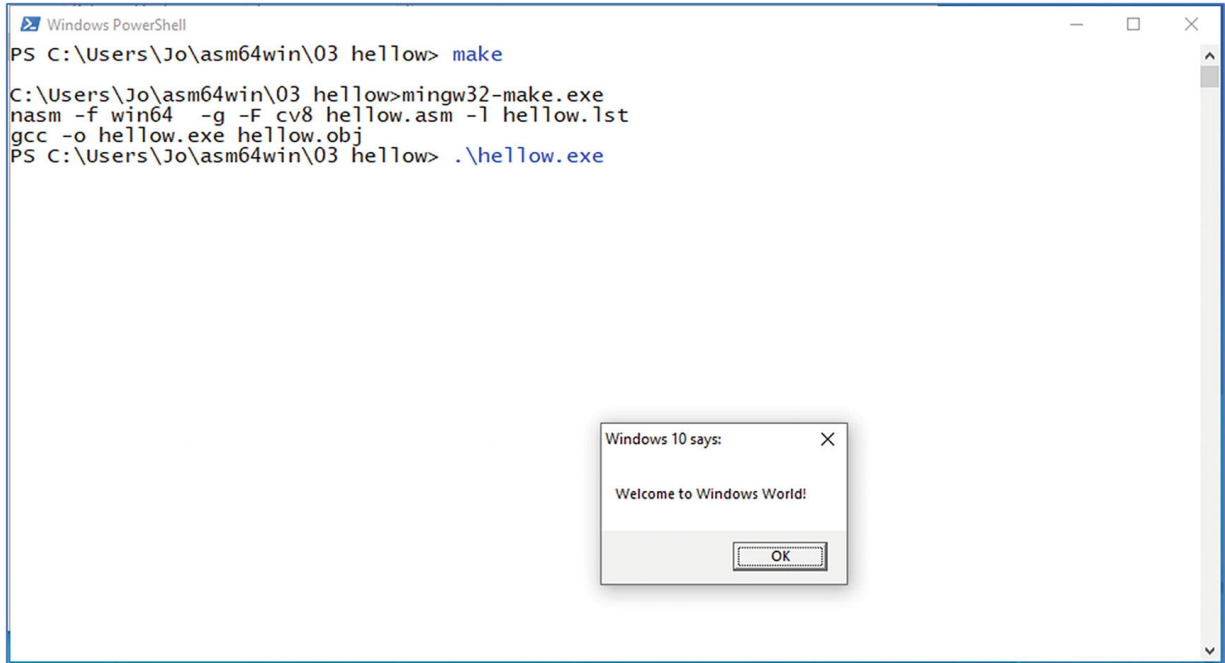 Windows PowerShell
PS C:\Users\Jo\asm64win\03 hellow> make
C:\Users\Jo\asm64win\03 hellow>mingw32-make.exe
nasm -f win64  -g -F cv8 hellow.asm -l hellow.lst
gcc -o hellow.exe hellow.obj
PS C:\Users\Jo\asm64win\03 hellow> .\hellow.exe
Windows 10 says:
Welcome to Windows World!
OK